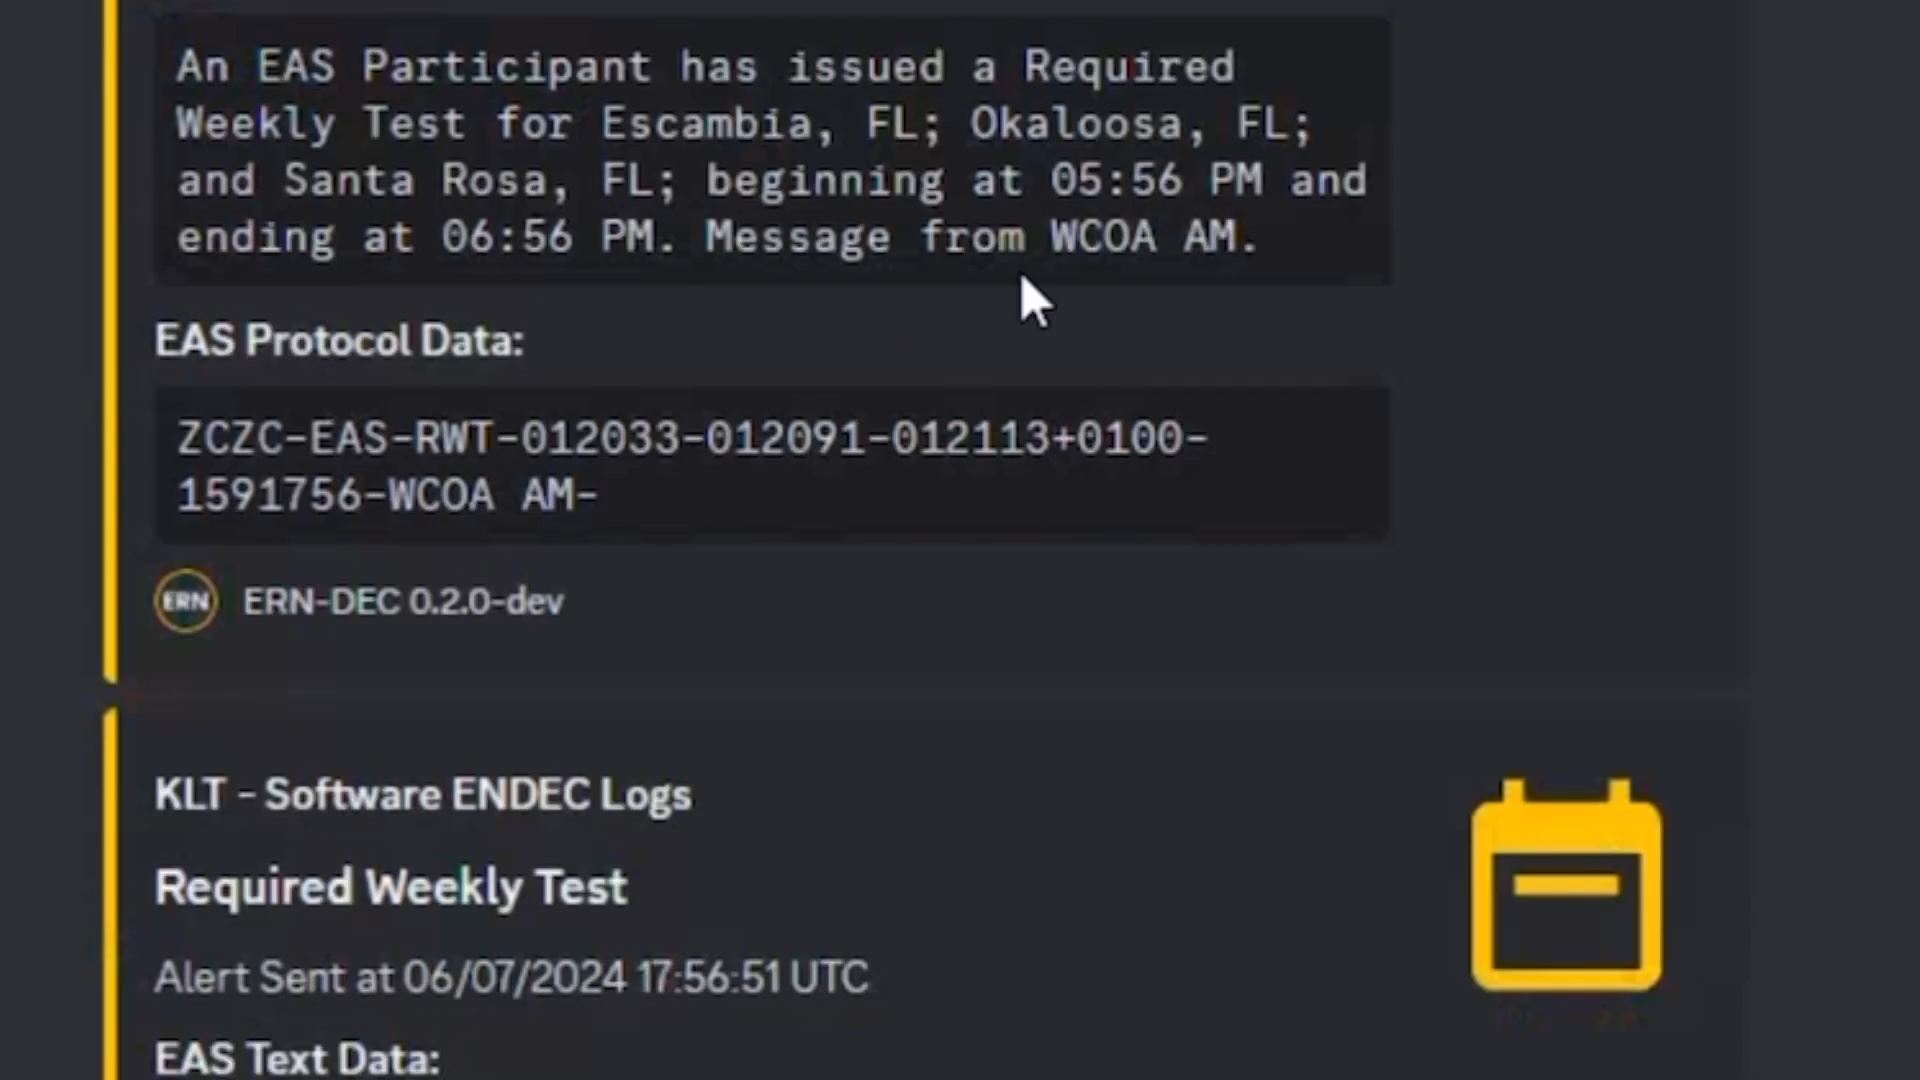 An EAS Participant has issued a Required
Weekly Test for Escambia, FL; Okaloosa, FL;
and Santa Rosa, FL; beginning at 05:56 PM and
ending at 06:56 PM. Message from WCOA AM.
EAS Protocol Data:
ZCZC-EAS-RWT-012033-012091-012113+0100-
1591756-WCOA AM-
ERN ERN-DEC 0.2.0-dev
KLT - Software ENDEC Logs
Required Weekly Test
Alert Sent at 06/07/2024 17:56:51 UTC
EAS Text Data: